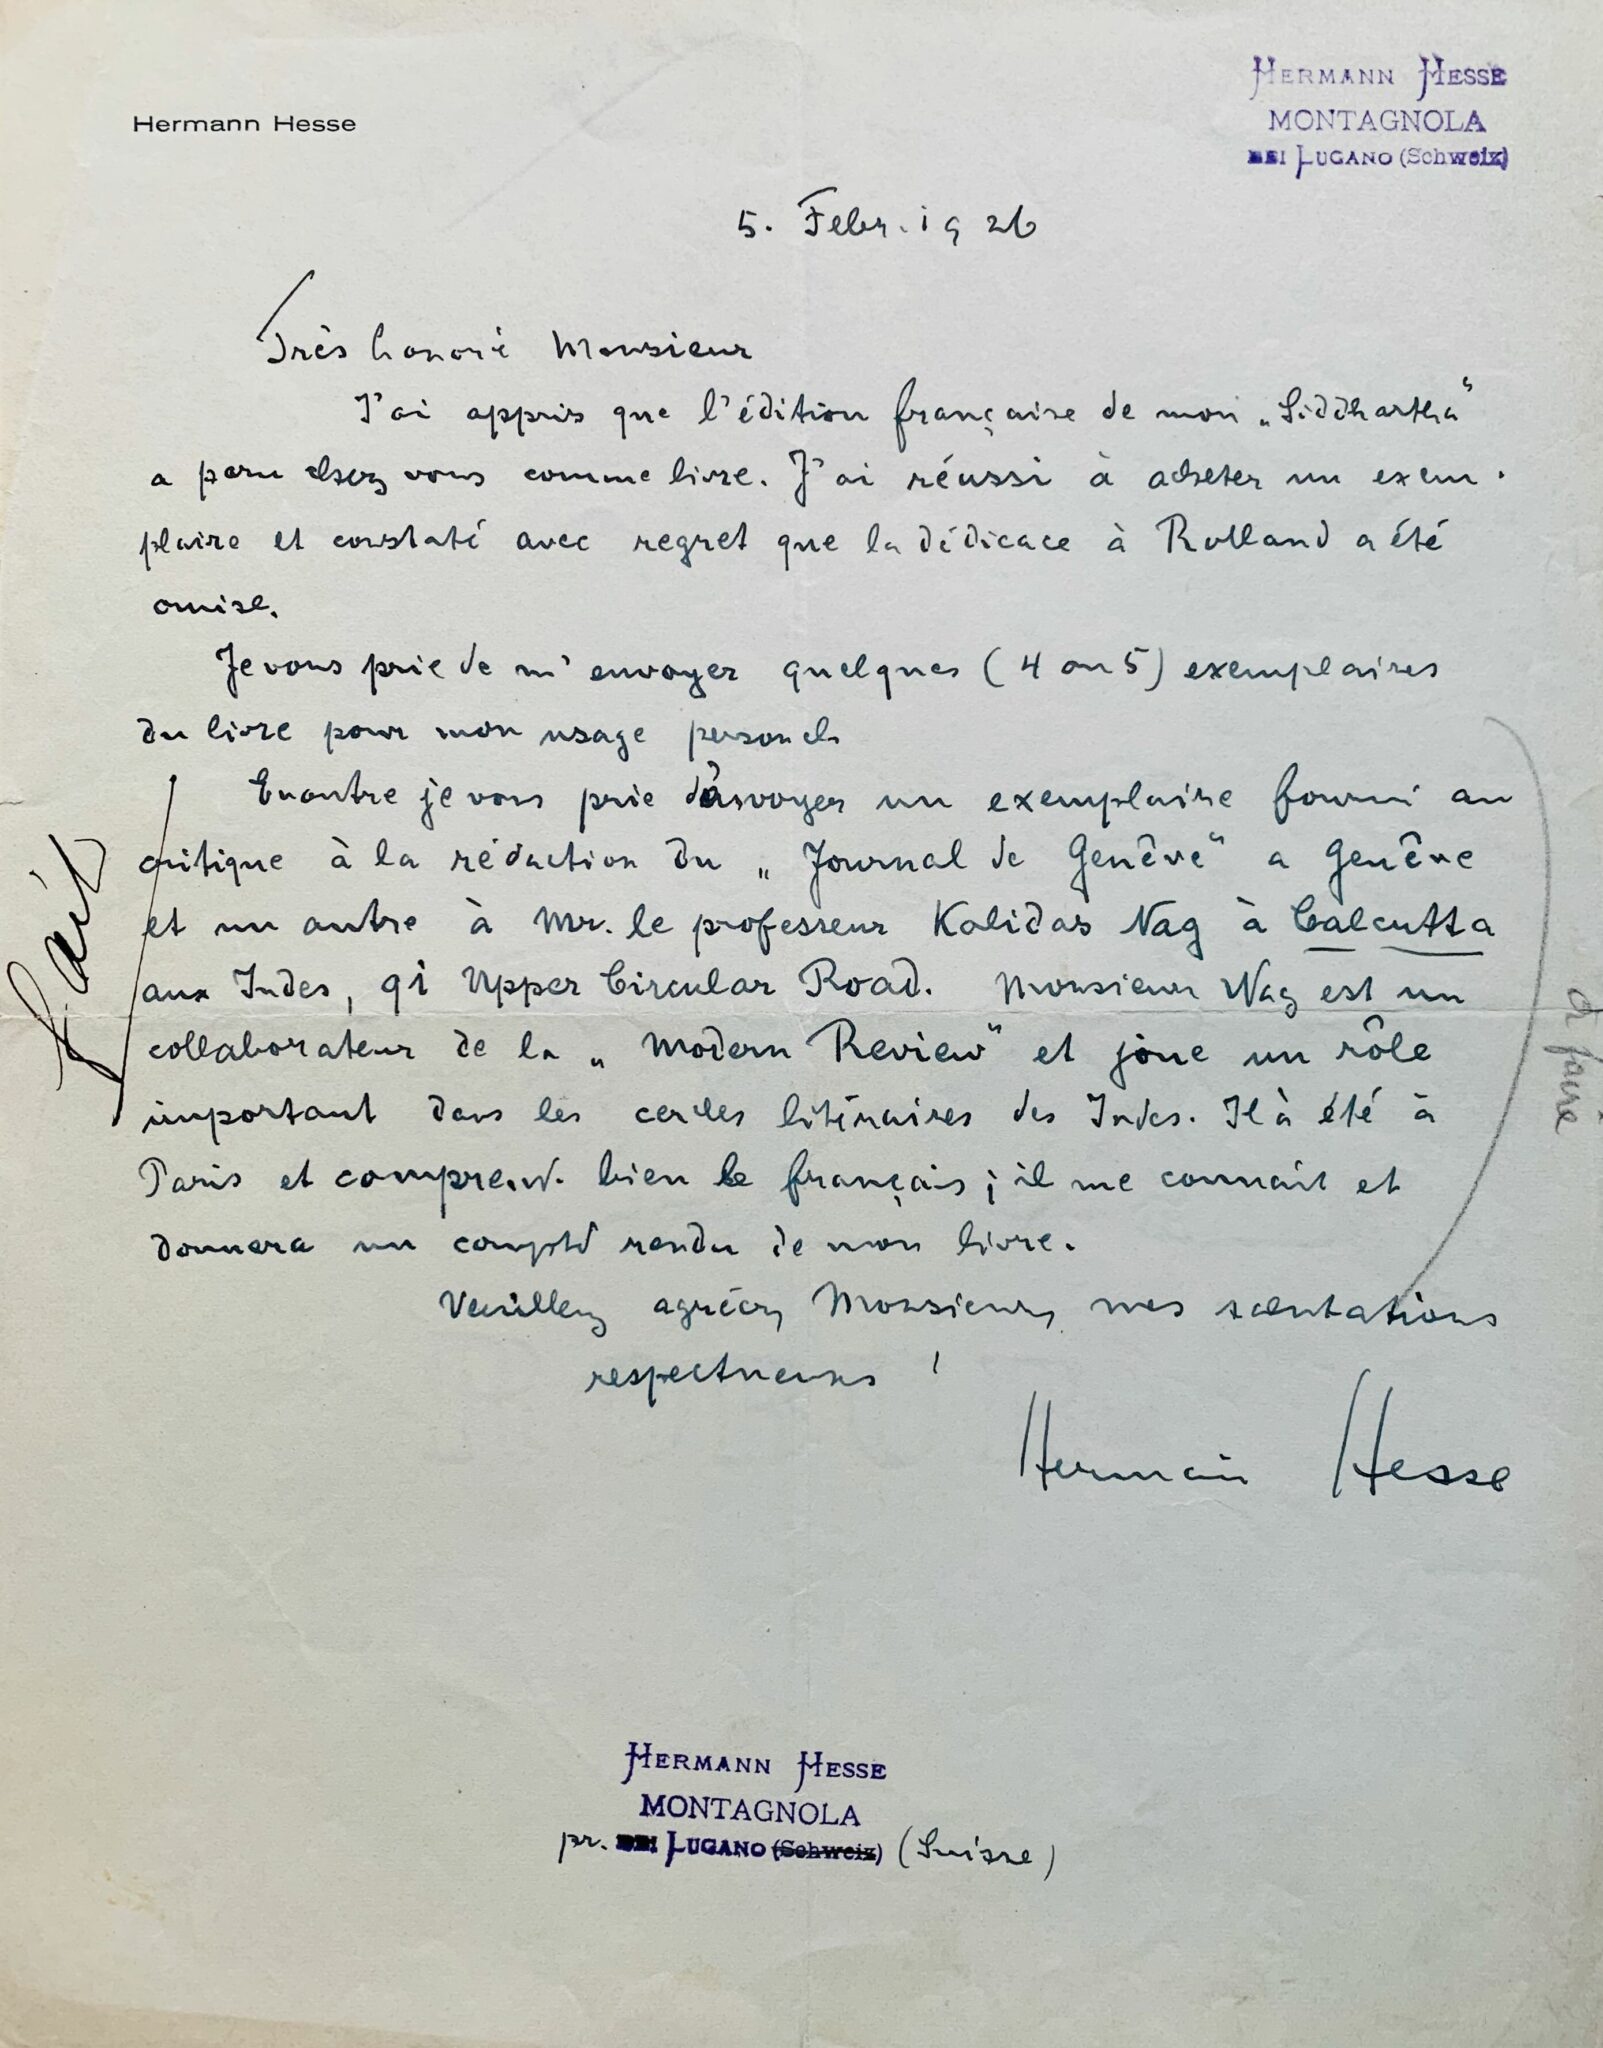 Hermann Hesse
HERMANN HESSE
MONTAGNOLA
BEI LUGANO (Schweiz)
5. Febr. 1926
Très honoré Monsieur
J'ai appris que l'édition française de mon „Siddhartha“
a paru chez vous comme livre. J'ai réussi à acheter un exem-
plaire et constaté avec regret que la dédicace à Rolland a été
omise.
Je vous prie de m'envoyer quelques (4 ou 5) exemplaires
du livre pour mon usage personel.
Enoutre je vous prie d'envoyer un exemplaire fourni au
critique à la rédaction du „Journal de Genêve“ a Genêve
et un autre à Mr. le professeur Kalidas Nag à Calcutta
aux Indes, 91 Upper Circular Road. Monsieur Nag est un
collaborateur de la „Modern Review“ et joue un rôle
important dans les cercles litéraires des Indes. Il à été à
Paris et comprend bien le français; il me connait et
donnera un compte rendu de mon livre.
Veuillez agréer, Monsieur, mes salutations
respectueuses!
Hermann Hesse
Fait
à faire
HERMANN HESSE
MONTAGNOLA
pr. BEI LUGANO (Schweiz) (Suisse)